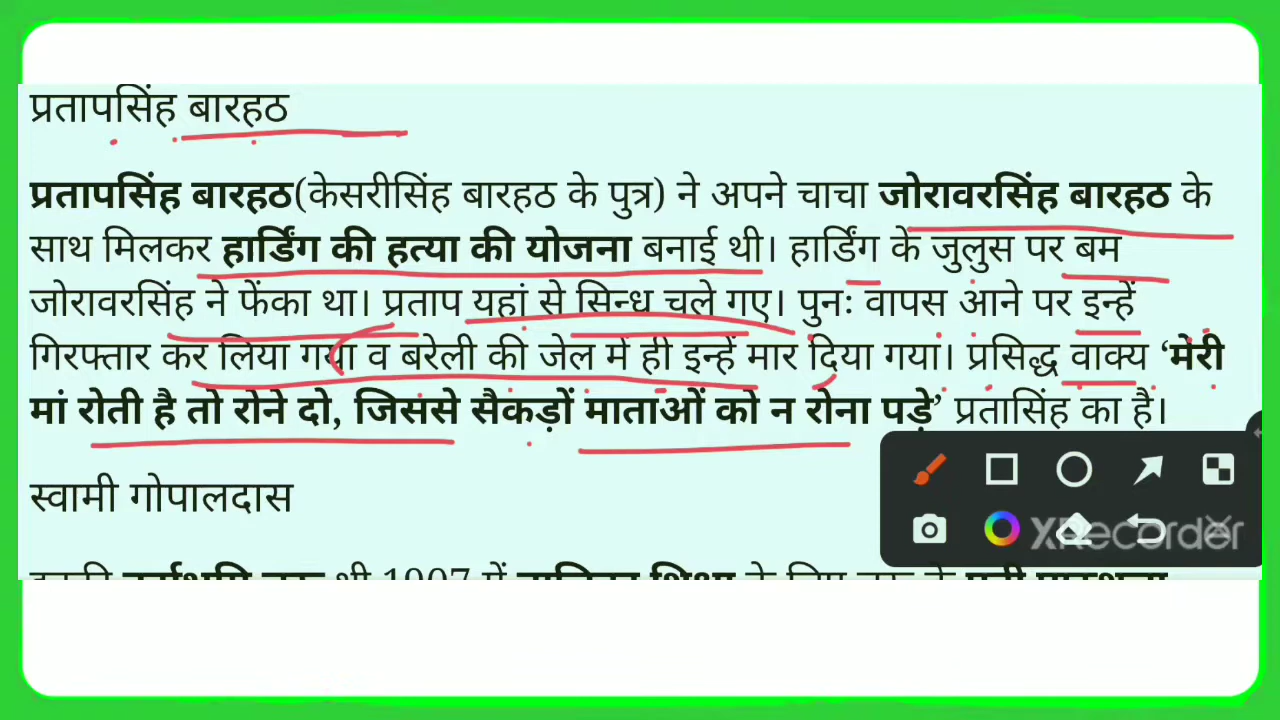 प्रतापसिंह बारहठ
प्रतापसिंह बारहठ(केसरीसिंह बारहठ के पुत्र) ने अपने चाचा जोरावरसिंह बारहठ के
साथ मिलकर हार्डिंग की हत्या की योजना बनाई थी। हार्डिंग के जुलुस पर बम
जोरावरसिंह ने फेंका था। प्रताप यहां से सिन्ध चले गए। पुनः वापस आने पर इन्हें
गिरफ्तार कर लिया गया व बरेली की जेल में ही इन्हें मार दिया गया। प्रसिद्ध वाक्य ‘मेरी
मां रोती है तो रोने दो, जिससे सैकड़ों माताओं को न रोना पड़े’ प्रतासिंह का है।
स्वामी गोपालदास
XRecorder